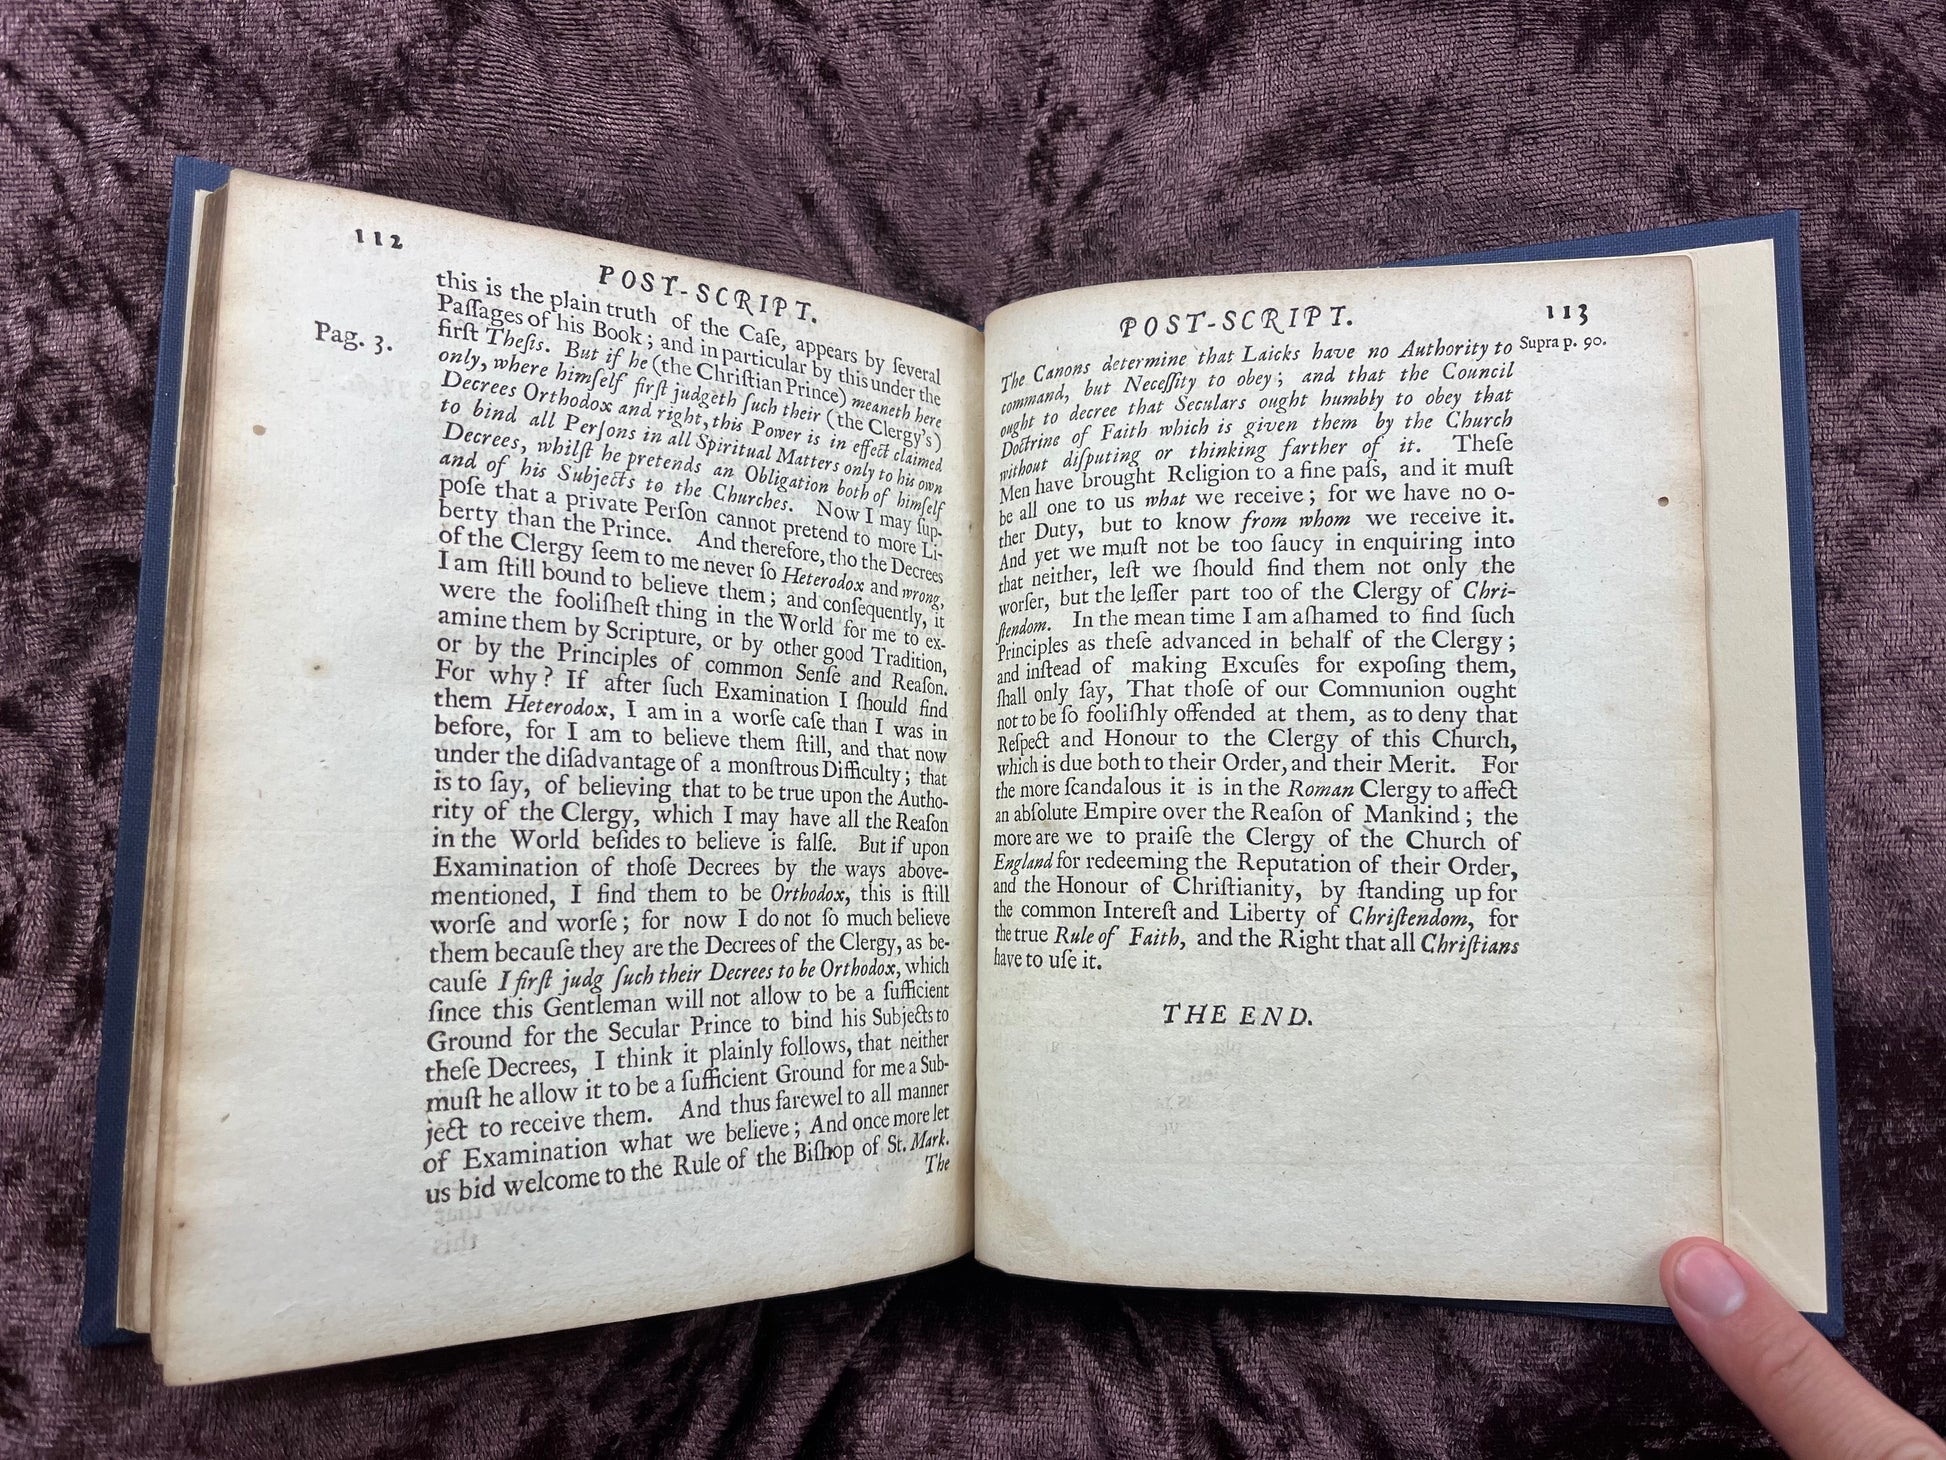 112
POST-SCRIPT.
Pag. 3.
this is the plain truth of the Caſe, appears by ſeveral
Paſſages of his Book; and in particular by this under the
firſt Theſis. But if he (the Chriſtian Prince) meaneth here
only, where himſelf firſt judgeth ſuch their (the Clergy's)
Decrees Orthodox and right, this Power is in effect claimed
to bind all Perſons in all Spiritual Matters only to his own
Decrees, whilſt he pretends an Obligation both of himſelf
and of his Subjects to the Churches. Now I may ſup-
poſe that a private Perſon cannot pretend to more Li-
berty than the Prince. And therefore, tho the Decrees
of the Clergy ſeem to me never ſo Heterodox and wrong,
I am ſtill bound to believe them; and conſequently, it
were the fooliſheſt thing in the World for me to ex-
amine them by Scripture, or by other good Tradition,
or by the Principles of common Senſe and Reaſon.
For why? If after ſuch Examination I ſhould find
them Heterodox, I am in a worſe caſe than I was in
before, for I am to believe them ſtill, and that now
under the diſadvantage of a monſtrous Difficulty; that
is to ſay, of believing that to be true upon the Autho-
rity of the Clergy, which I may have all the Reaſon
in the World beſides to believe is falſe. But if upon
Examination of thoſe Decrees by the ways above-
mentioned, I find them to be Orthodox, this is ſtill
worſe and worſe; for now I do not ſo much believe
them becauſe they are the Decrees of the Clergy, as be-
cauſe I firſt judg ſuch their Decrees to be Orthodox, which
ſince this Gentleman will not allow to be a ſufficient
Ground for the Secular Prince to bind his Subjects to
theſe Decrees, I think it plainly follows, that neither
muſt he allow it to be a ſufficient Ground for me a Sub-
ject to receive them. And thus farewel to all manner
of Examination what we believe; And once more let
us bid welcome to the Rule of the Biſhop of St. Mark.
The
POST-SCRIPT.
113
The Canons determine that Laicks have no Authority to
Supra p. 90.
command, but Neceſſity to obey; and that the Council
ought to decree that Seculars ought humbly to obey that
Doctrine of Faith which is given them by the Church
without diſputing or thinking farther of it. Theſe
Men have brought Religion to a fine paſs, and it muſt
be all one to us what we receive; for we have no o-
ther Duty, but to know from whom we receive it.
And yet we muſt not be too ſaucy in enquiring into
that neither, leſt we ſhould find them not only the
worſer, but the leſſer part too of the Clergy of Chri-
ſtendom. In the mean time I am aſhamed to find ſuch
Principles as theſe advanced in behalf of the Clergy;
and inſtead of making Excuſes for expoſing them,
ſhall only ſay, That thoſe of our Communion ought
not to be ſo fooliſhly offended at them, as to deny that
Reſpect and Honour to the Clergy of this Church,
which is due both to their Order, and their Merit. For
the more ſcandalous it is in the Roman Clergy to affect
an abſolute Empire over the Reaſon of Mankind; the
more are we to praiſe the Clergy of the Church of
England for redeeming the Reputation of their Order,
and the Honour of Chriſtianity, by ſtanding up for
the common Intereſt and Liberty of Chriſtendom, for
the true Rule of Faith, and the Right that all Chriſtians
have to uſe it.
THE END.